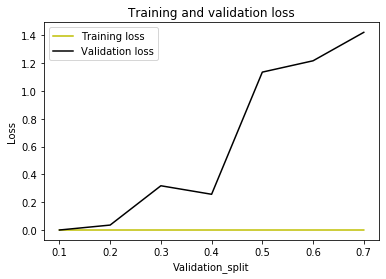 Training and validation loss
Training loss
Validation loss
1.4
1.2
1.0
0.8
0.6
0.4
0.2
0.0
Loss
0.1 0.2 0.3 0.4 0.5 0.6 0.7
Validation_split